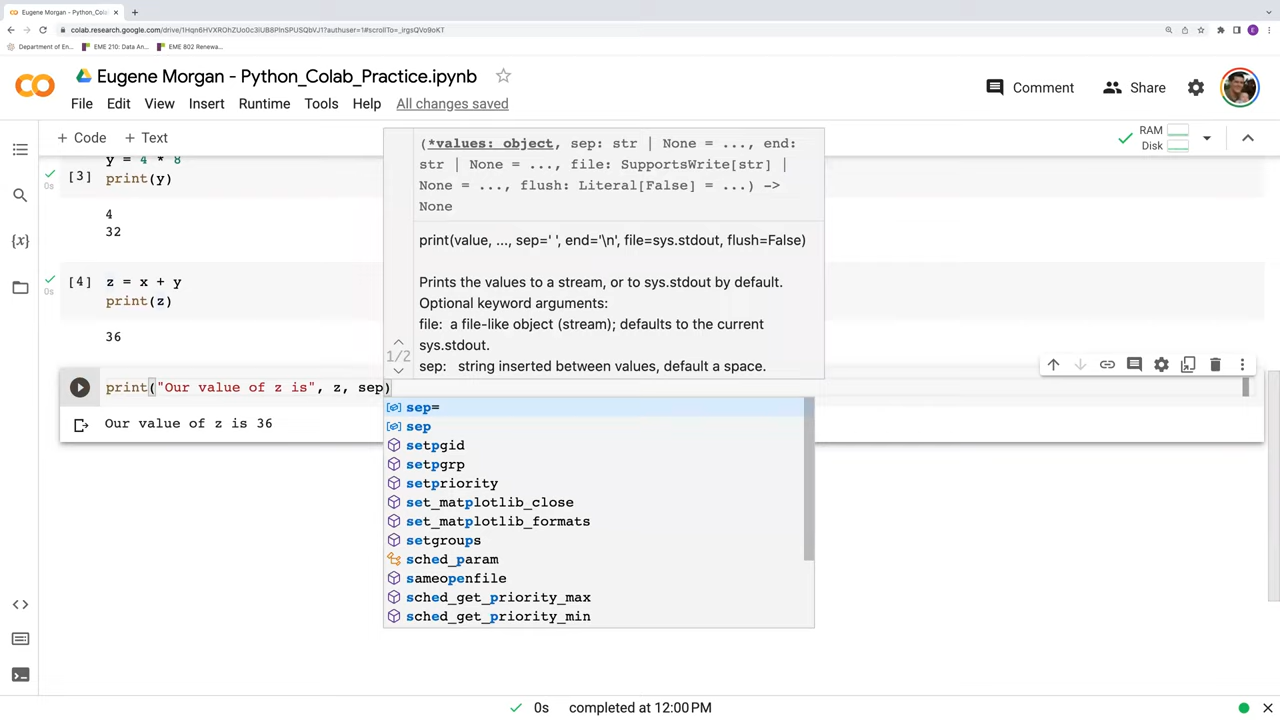 Eugene Morgan - Python_Colab_
colab.research.google.com/drive/1Hqn6HVXROhZUo0c3IUB8PlnSPUSQbVJ1?authuser=1#scrollTo=_irgsQVo9oKT
Department of En...
EME 210: Data An...
EME 802 Renewa...
CO
Eugene Morgan - Python_Colab_Practice.ipynb
Comment
Share
File Edit View Insert Runtime Tools Help All changes saved
+ Code + Text
RAM
Disk
y = 4 * 8
[3] print(y)
0s
4
32
[4] z = x + y
0s
print(z)
36
(*values: object, sep: str | None = ..., end:
str | None = ..., file: SupportsWrite[str] |
None = ..., flush: Literal[False] = ...) ->
None
print(value, ..., sep=' ', end='\n', file=sys.stdout, flush=False)
Prints the values to a stream, or to sys.stdout by default.
Optional keyword arguments:
file: a file-like object (stream); defaults to the current
sys.stdout.
1/2
sep: string inserted between values, default a space.
print("Our value of z is", z, sep)
Our value of z is 36
sep=
sep
setpgid
setpgrp
setpriority
set_matplotlib_close
set_matplotlib_formats
setgroups
sched_param
sameopenfile
sched_get_priority_max
sched_get_priority_min
{x}
0s completed at 12:00 PM